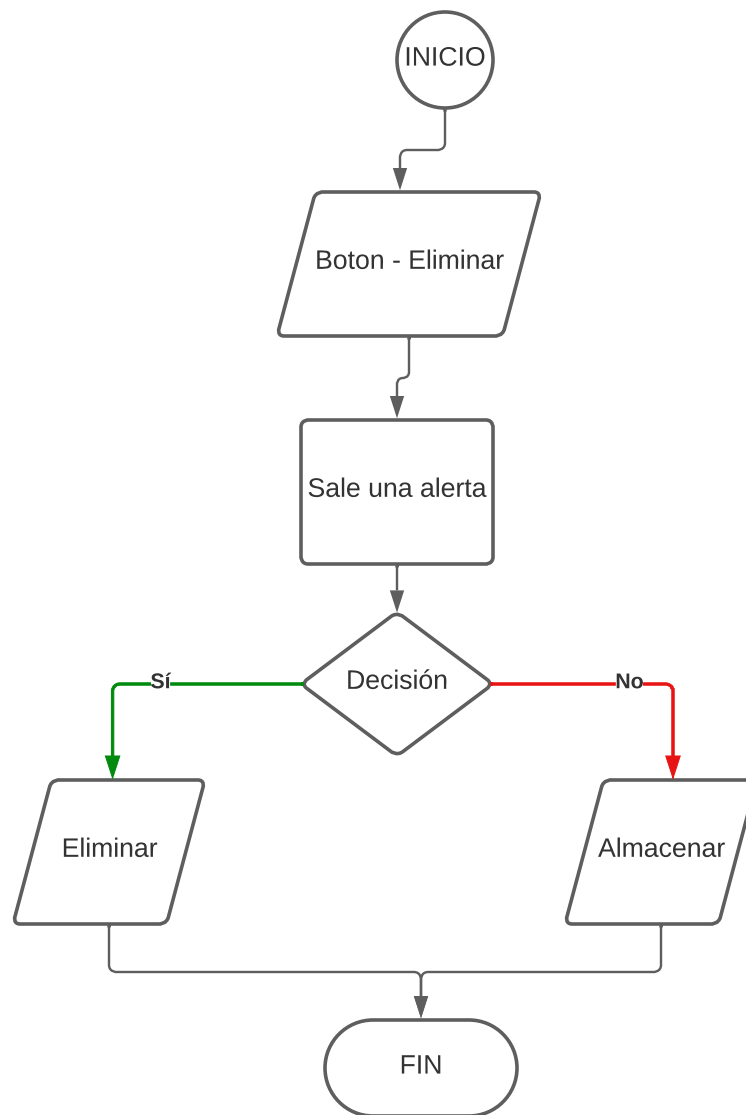 INICIO
Boton - Eliminar
Sale una alerta
Decisión
Sí
No
Eliminar
Almacenar
FIN